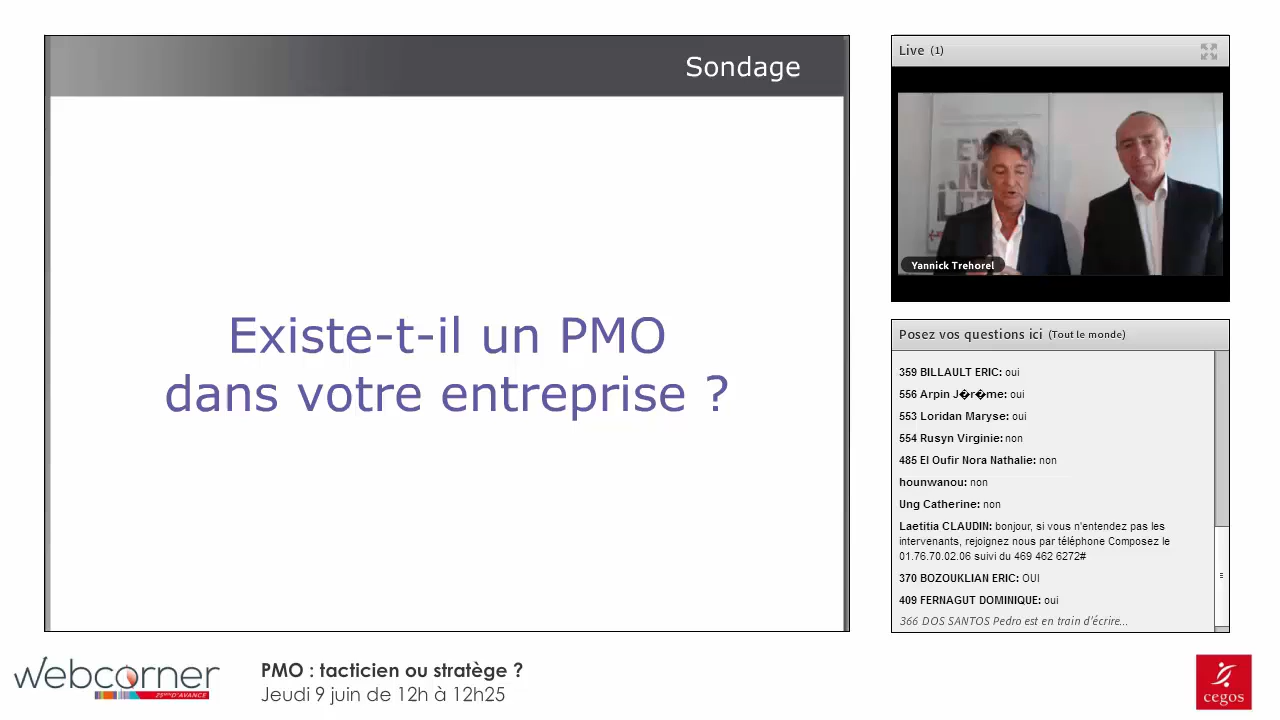 Sondage
Existe-t-il un PMO
dans votre entreprise ?
Live (1)
Yannick Trehorel
Posez vos questions ici (Tout le monde)
359 BILLAULT ERIC: oui
556 Arpin J�r�me: oui
553 Loridan Maryse: oui
554 Rusyn Virginie: non
485 El Oufir Nora Nathalie: non
hounwanou: non
Ung Catherine: non
Laetitia CLAUDIN: bonjour, si vous n'entendez pas les
intervenants, rejoignez nous par téléphone Composez le
01.76.70.02.06 suivi du 469 462 6272#
370 BOZOUKLIAN ERIC: OUI
409 FERNAGUT DOMINIQUE: oui
366 DOS SANTOS Pedro est en train d'écrire...
webcorner
PMO : tacticien ou stratège ?
Jeudi 9 juin de 12h à 12h25
cegos